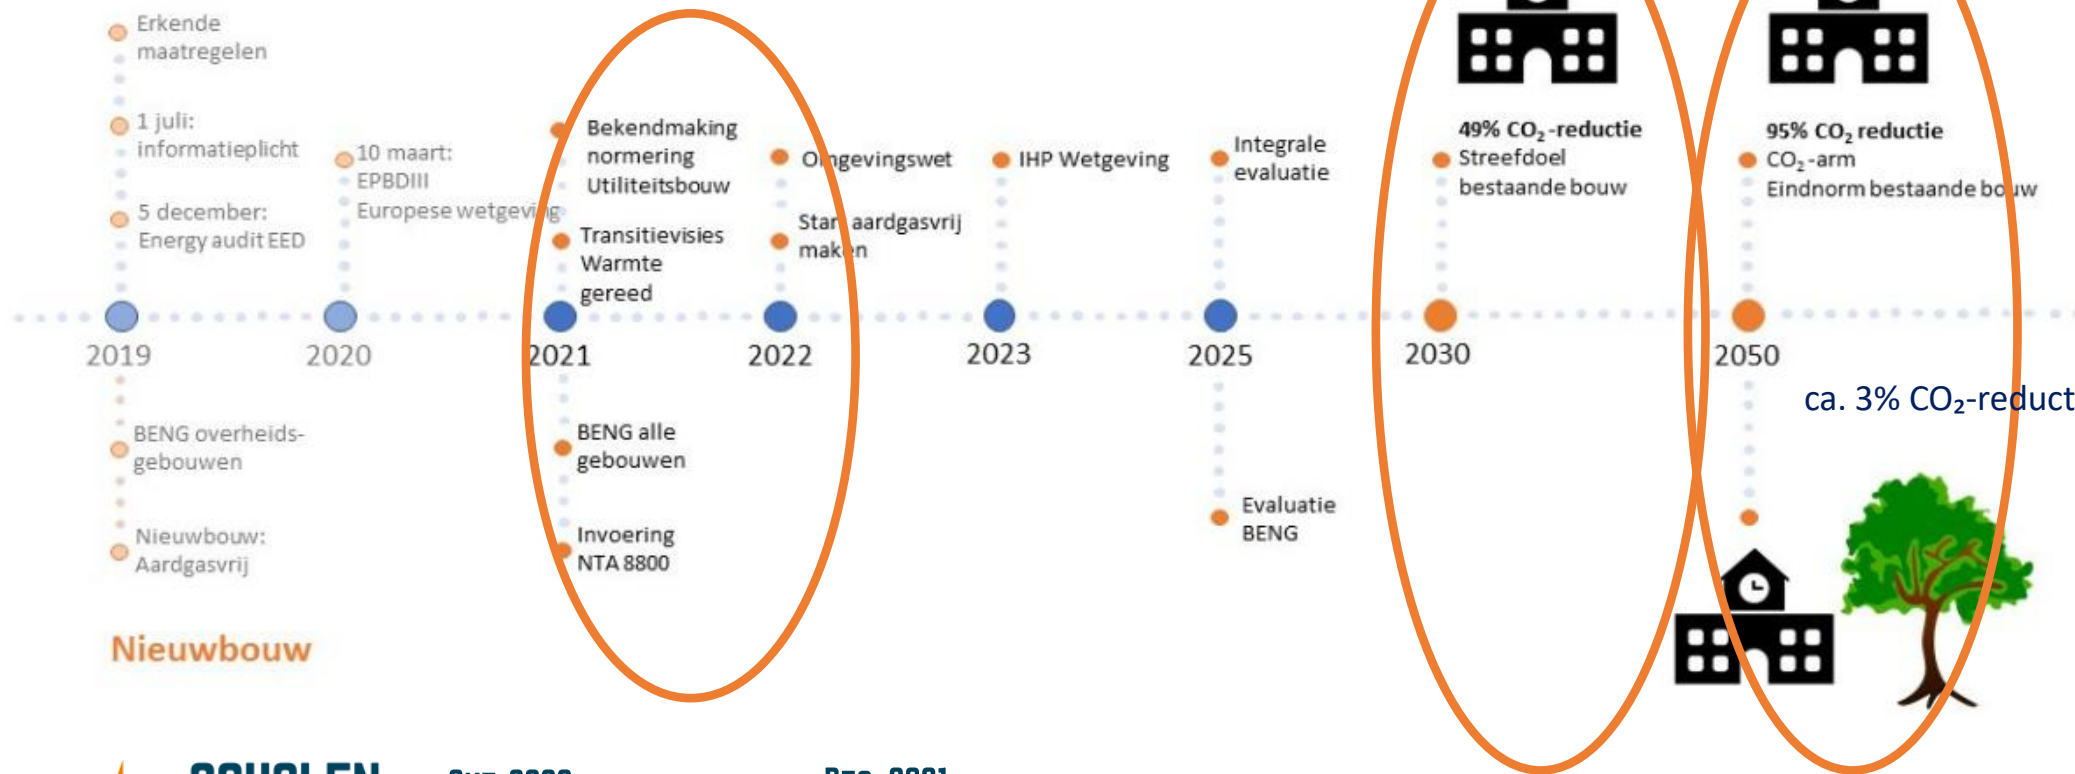 Erkende
maatregelen
1 juli:
informatieplicht
5 december:
Energy audit EED
10 maart:
EPBDIII
Europese wetgeving
Bekendmaking
normering
Utiliteitsbouw
Transitievisies
Warmte
gereed
Omgevingswet
Start aardgasvrij
maken
IHP Wetgeving
Integrale
evaluatie
49% CO₂-reductie
Streefdoel
bestaande bouw
95% CO₂ reductie
CO₂-arm
Eindnorm bestaande bouw
2019
2020
2021
2022
2023
2025
2030
2050
ca. 3% CO₂-reduct
BENG overheids-
gebouwen
Nieuwbouw:
Aardgasvrij
BENG alle
gebouwen
Invoering
NTA 8800
Evaluatie
BENG
Nieuwbouw
SCHOLEN